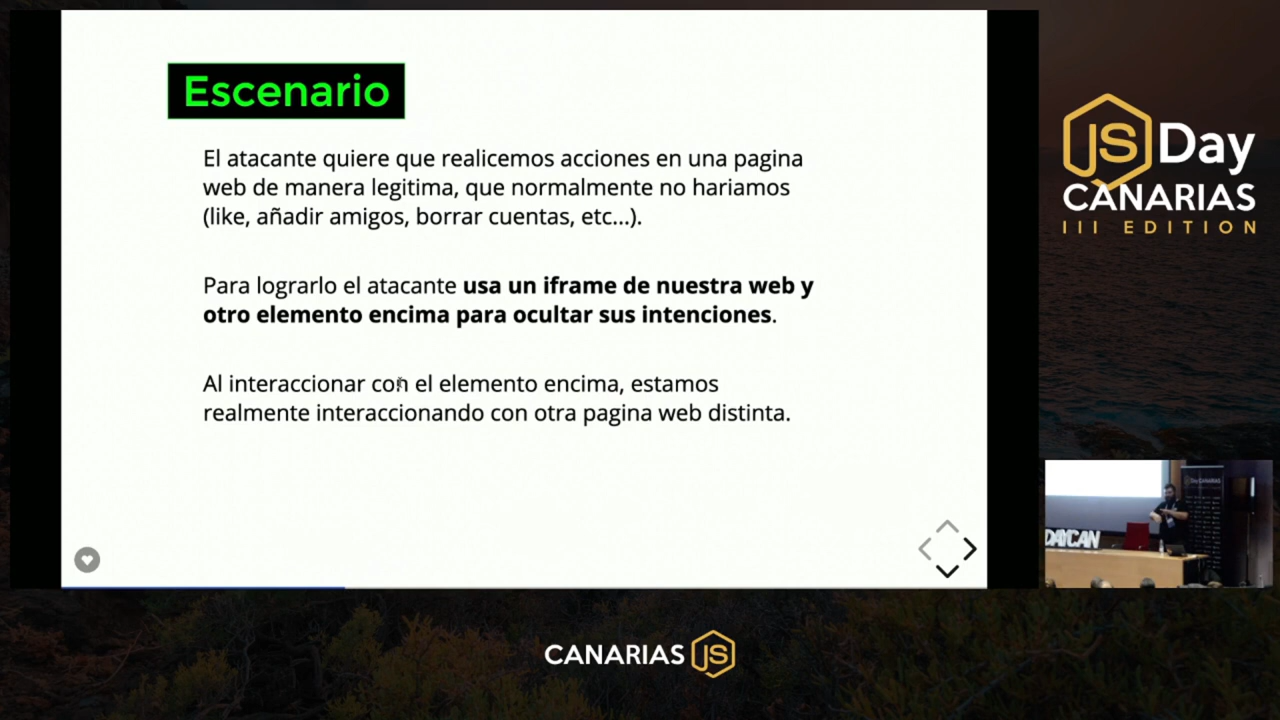 Escenario
El atacante quiere que realicemos acciones en una pagina
web de manera legitima, que normalmente no hariamos
(like, añadir amigos, borrar cuentas, etc...).
Para lograrlo el atacante usa un iframe de nuestra web y
otro elemento encima para ocultar sus intenciones.
Al interaccionar con el elemento encima, estamos
realmente interaccionando con otra pagina web distinta.
JS Day
CANARIAS
III EDITION
DAYCAN
CANARIAS JS